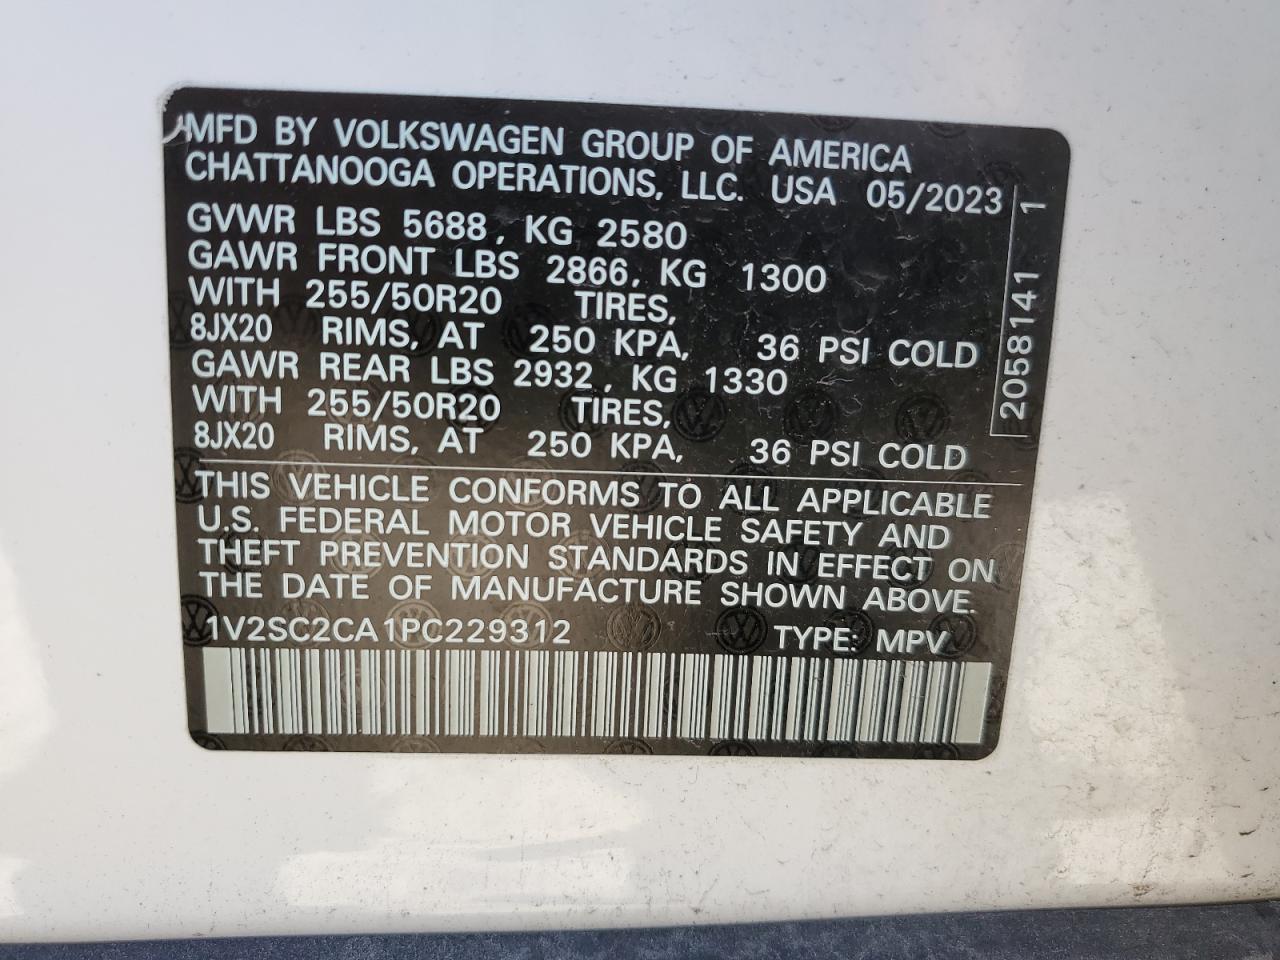 MFD BY VOLKSWAGEN GROUP OF AMERICA
CHATTANOOGA OPERATIONS, LLC. USA 05/2023
GVWR LBS 5688, KG 2580
GAWR FRONT LBS 2866, KG 1300
WITH 255/50R20 TIRES,
8JX20 RIMS, AT 250 KPA, 36 PSI COLD
GAWR REAR LBS 2932, KG 1330
WITH 255/50R20 TIRES,
8JX20 RIMS, AT 250 KPA, 36 PSI COLD
2058141 1
THIS VEHICLE CONFORMS TO ALL APPLICABLE
U.S. FEDERAL MOTOR VEHICLE SAFETY AND
THEFT PREVENTION STANDARDS IN EFFECT ON
THE DATE OF MANUFACTURE SHOWN ABOVE.
1V2SC2CA1PC229312 TYPE: MPV